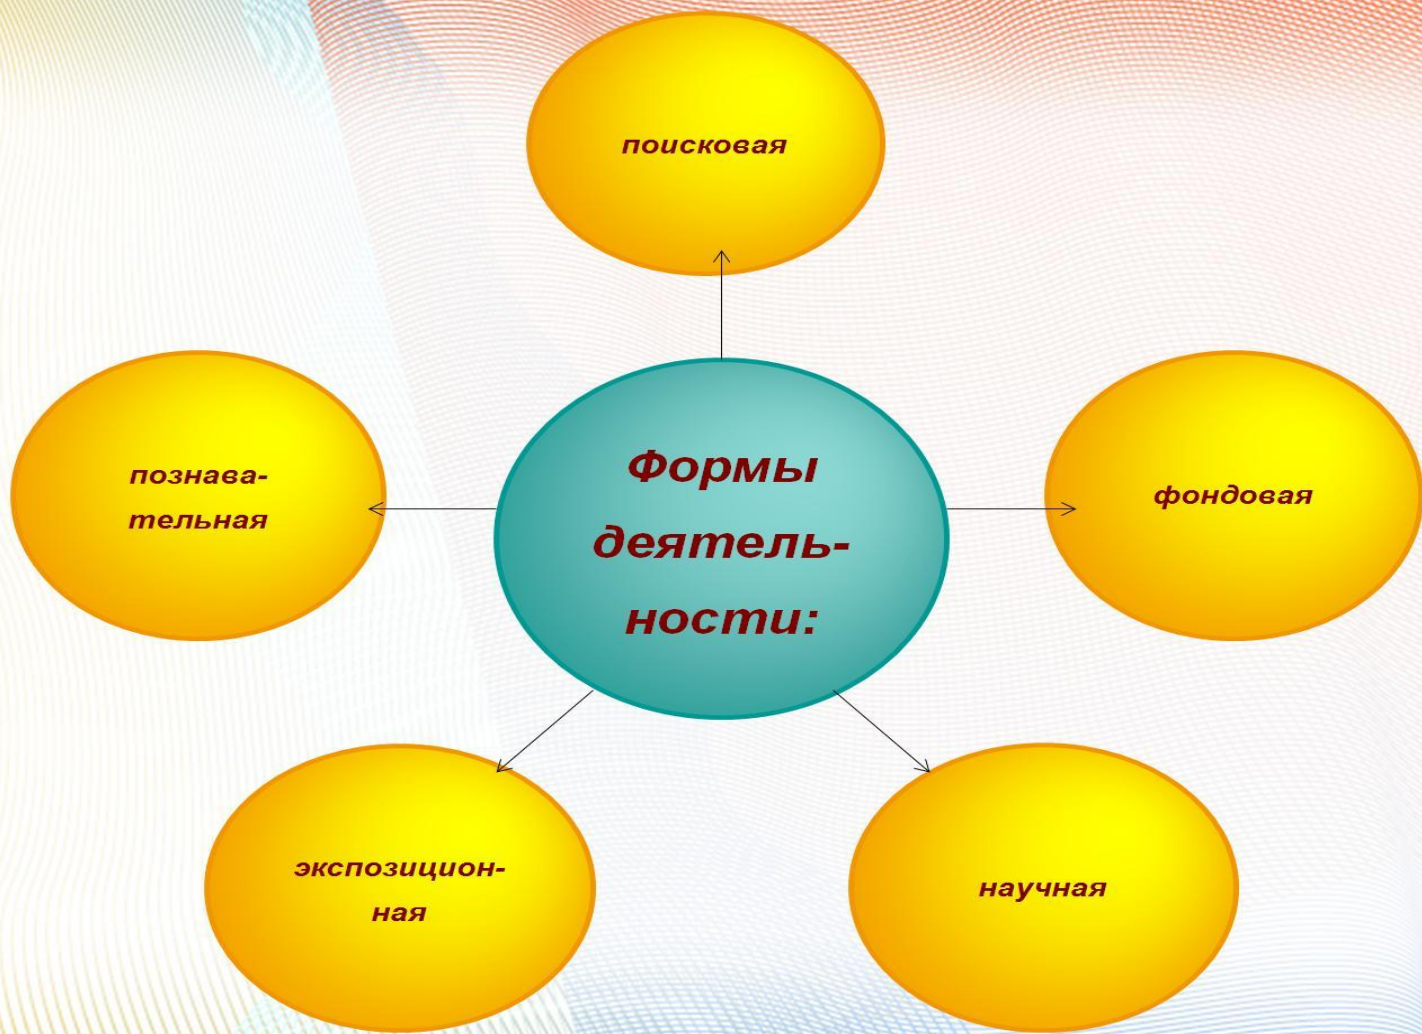 поисковая
познава-
тельная
Формы
деятель-
ности:
фондовая
экспозицион-
ная
научная